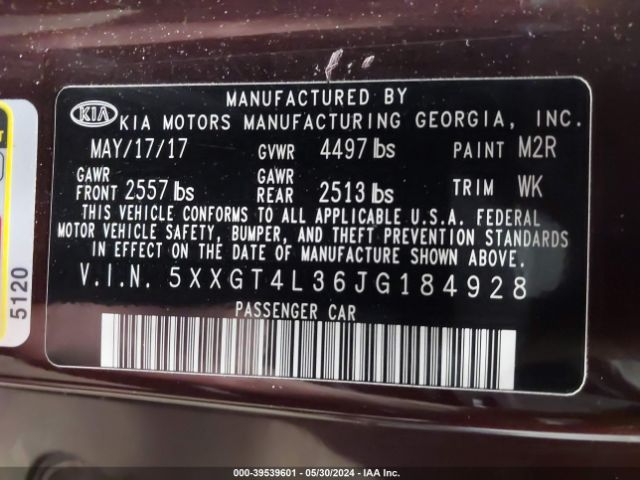 MANUFACTURED BY
KIA KIA MOTORS MANUFACTURING GEORGIA, INC.
MAY/17/17 GVWR 4497 lbs PAINT M2R
GAWR FRONT 2557 lbs GAWR REAR 2513 lbs TRIM WK
THIS VEHICLE CONFORMS TO ALL APPLICABLE U.S.A. FEDERAL
MOTOR VEHICLE SAFETY, BUMPER, AND THEFT PREVENTION STANDARDS
IN EFFECT ON THE DATE OF MANUFACTURE SHOWN ABOVE.
V.I.N. 5XXGT4L36JG184928
PASSENGER CAR
5120
000-39539601 - 05/30/2024 - IAA Inc.